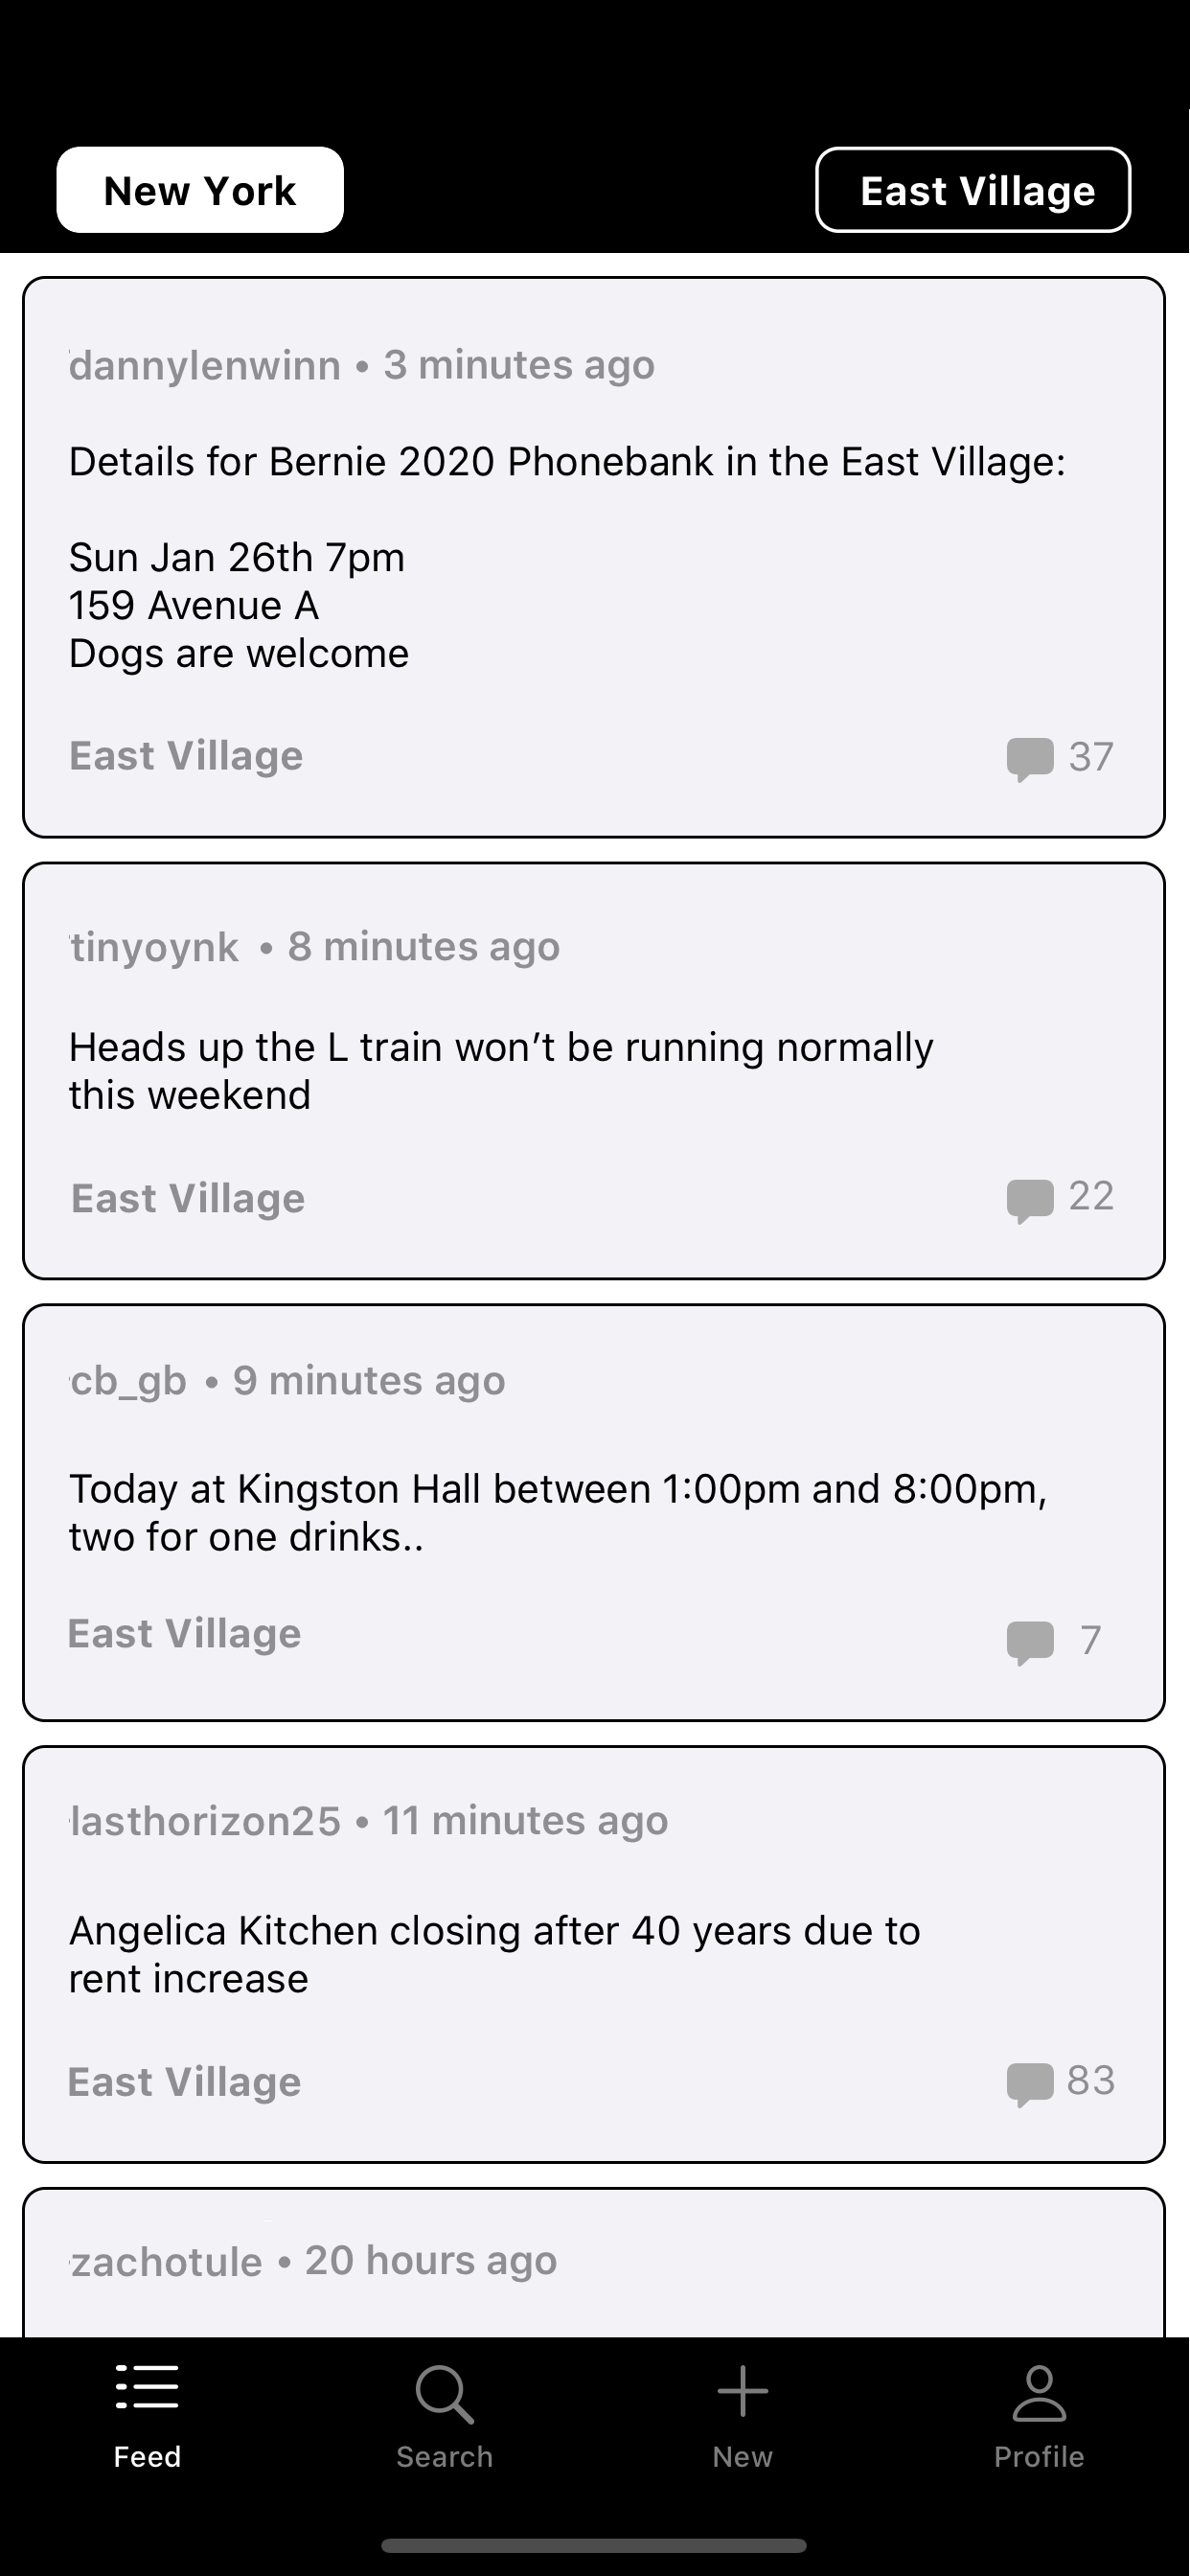 New York
East Village
dannylenwinn • 3 minutes ago
Details for Bernie 2020 Phonebank in the East Village:
Sun Jan 26th 7pm
159 Avenue A
Dogs are welcome
East Village
37
tinyoynk • 8 minutes ago
Heads up the L train won’t be running normally
this weekend
East Village
22
cb_gb • 9 minutes ago
Today at Kingston Hall between 1:00pm and 8:00pm,
two for one drinks..
East Village
7
lasthorizon25 • 11 minutes ago
Angelica Kitchen closing after 40 years due to
rent increase
East Village
83
zachotule • 20 hours ago
Feed
Search
New
Profile